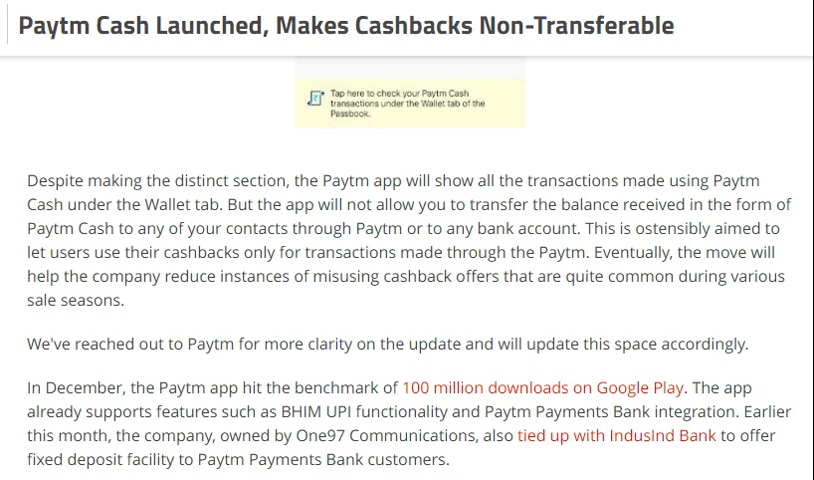 Paytm Cash Launched, Makes Cashbacks Non-Transferable
Tap here to check your Paytm Cash
transactions under the Wallet tab of the
Passbook.
Despite making the distinct section, the Paytm app will show all the transactions made using Paytm
Cash under the Wallet tab. But the app will not allow you to transfer the balance received in the form of
Paytm Cash to any of your contacts through Paytm or to any bank account. This is ostensibly aimed to
let users use their cashbacks only for transactions made through the Paytm. Eventually, the move will
help the company reduce instances of misusing cashback offers that are quite common during various
sale seasons.
We've reached out to Paytm for more clarity on the update and will update this space accordingly.
In December, the Paytm app hit the benchmark of 100 million downloads on Google Play. The app
already supports features such as BHIM UPI functionality and Paytm Payments Bank integration. Earlier
this month, the company, owned by One97 Communications, also tied up with IndusInd Bank to offer
fixed deposit facility to Paytm Payments Bank customers.